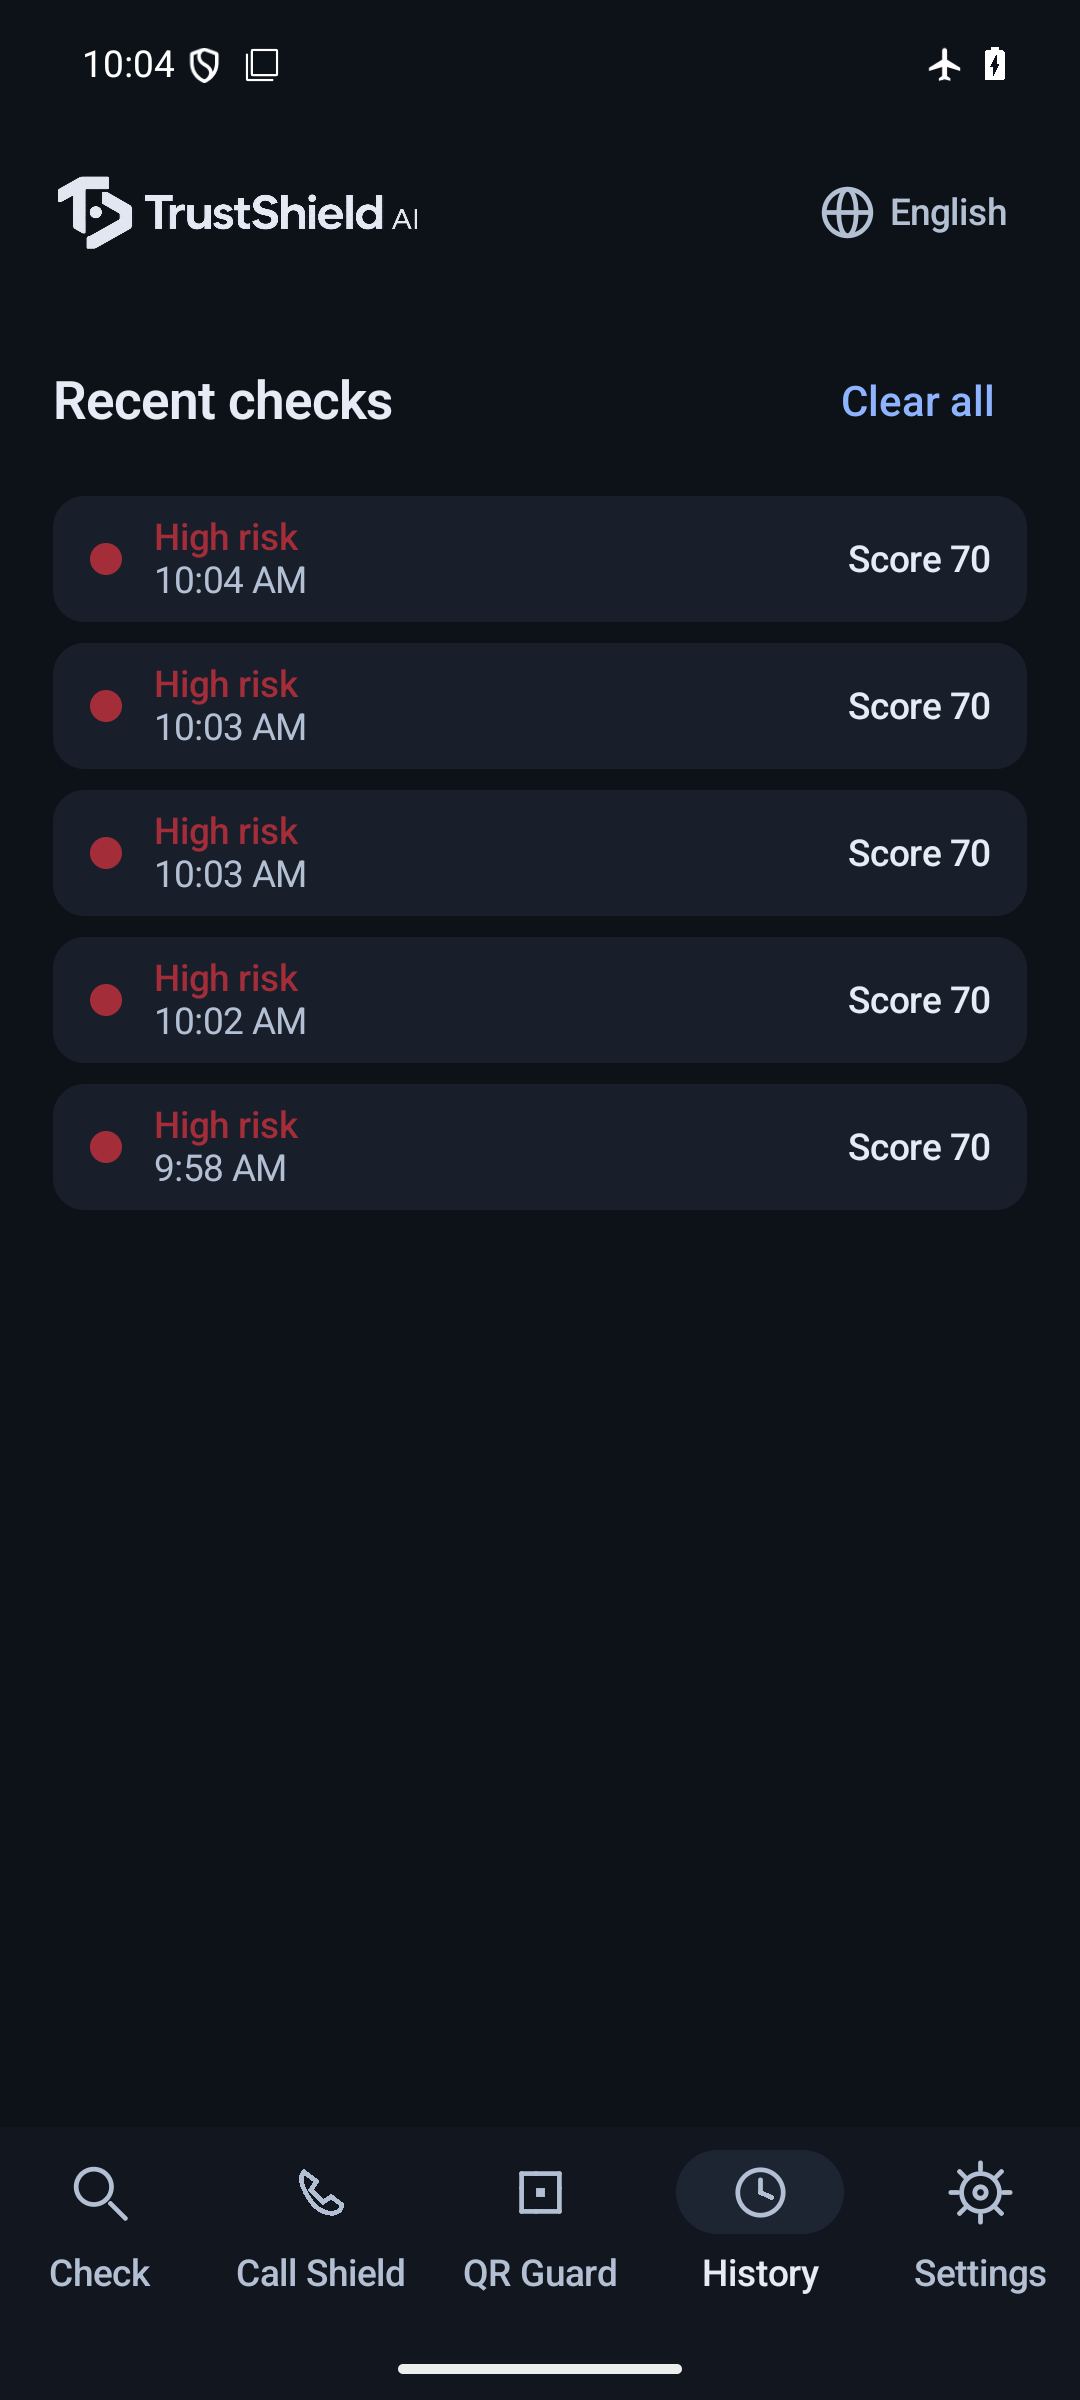 10:04
TrustShield AI
English
Recent checks
Clear all
High risk
10:04 AM
Score 70
High risk
10:03 AM
Score 70
High risk
10:03 AM
Score 70
High risk
10:02 AM
Score 70
High risk
9:58 AM
Score 70
Check
Call Shield
QR Guard
History
Settings